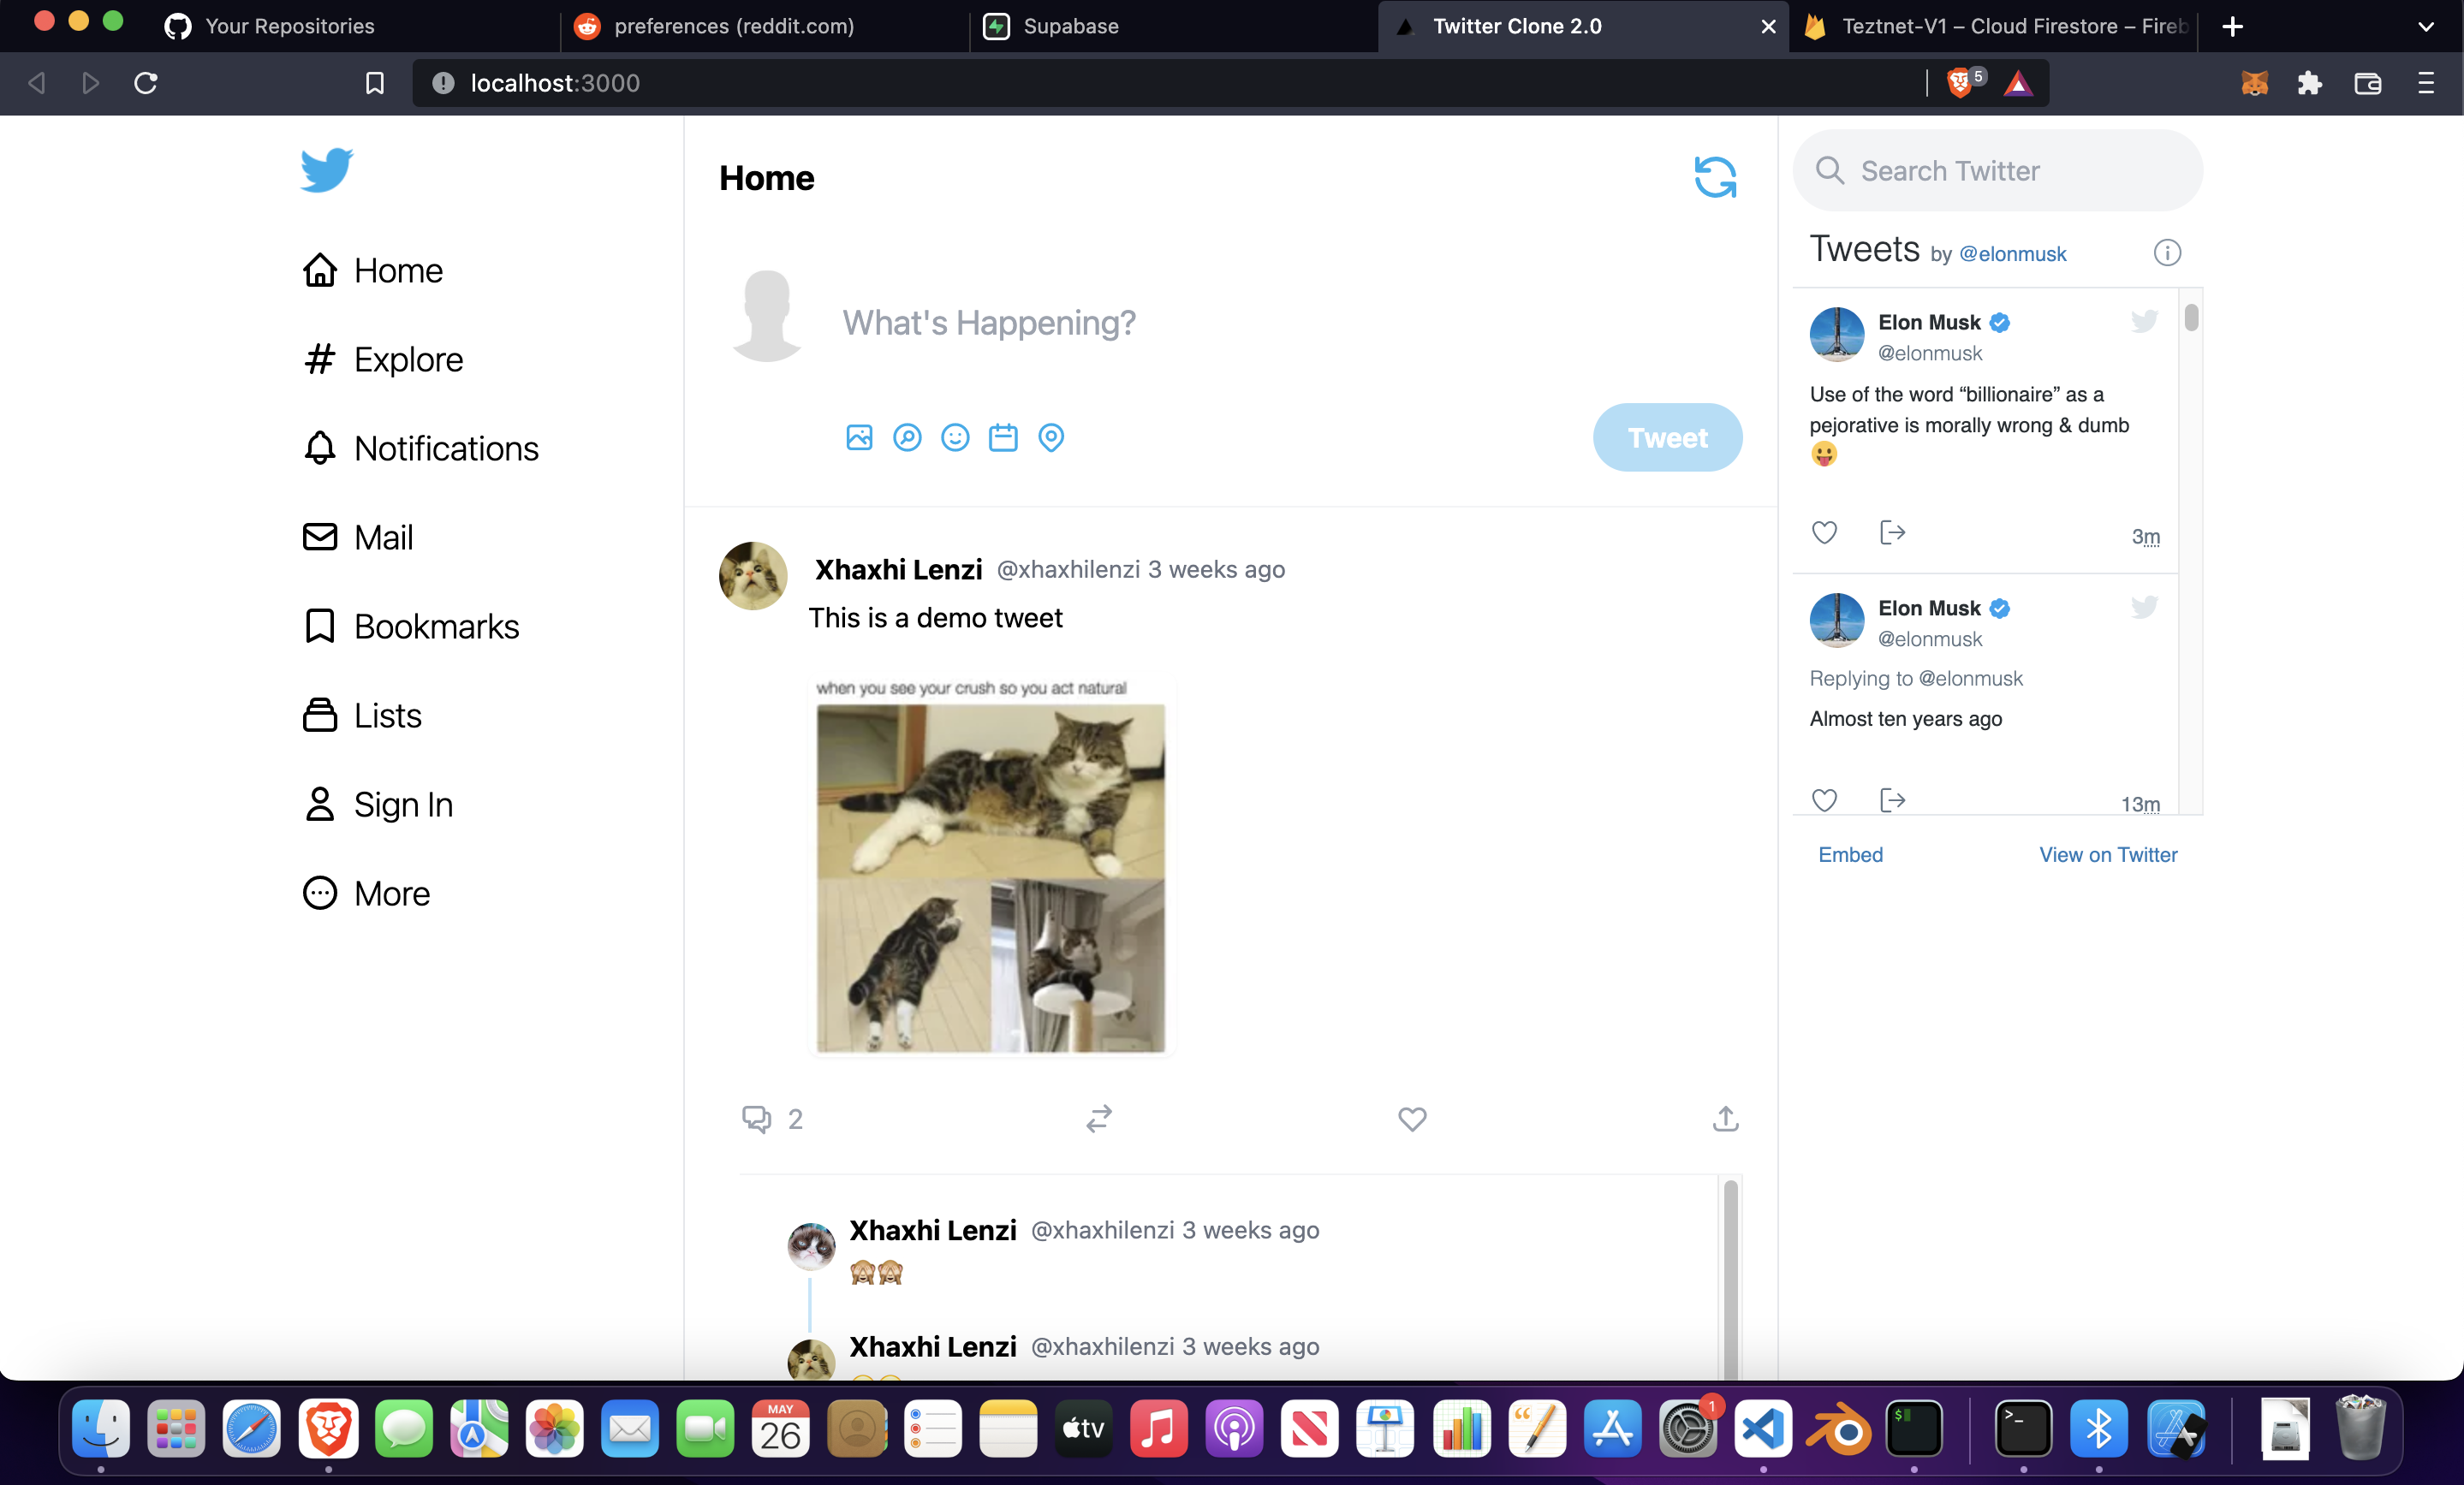 Your Repositories
preferences (reddit.com)
Supabase
Twitter Clone 2.0
Teztnet-V1 – Cloud Firestore – Fireb
localhost:3000
5
Home
Explore
Notifications
Mail
Bookmarks
Lists
Sign In
More
Home
What's Happening?
Tweet
Xhaxhi Lenzi @xhaxhilenzi 3 weeks ago
This is a demo tweet
when you see your crush so you act natural
2
Xhaxhi Lenzi @xhaxhilenzi 3 weeks ago
🙈🙈
Xhaxhi Lenzi @xhaxhilenzi 3 weeks ago
Search Twitter
Tweets by @elonmusk
Elon Musk
@elonmusk
Use of the word “billionaire” as a
pejorative is morally wrong & dumb
😛
3m
Elon Musk
@elonmusk
Replying to @elonmusk
Almost ten years ago
13m
Embed
View on Twitter
MAY
26
tv
1
$
>_